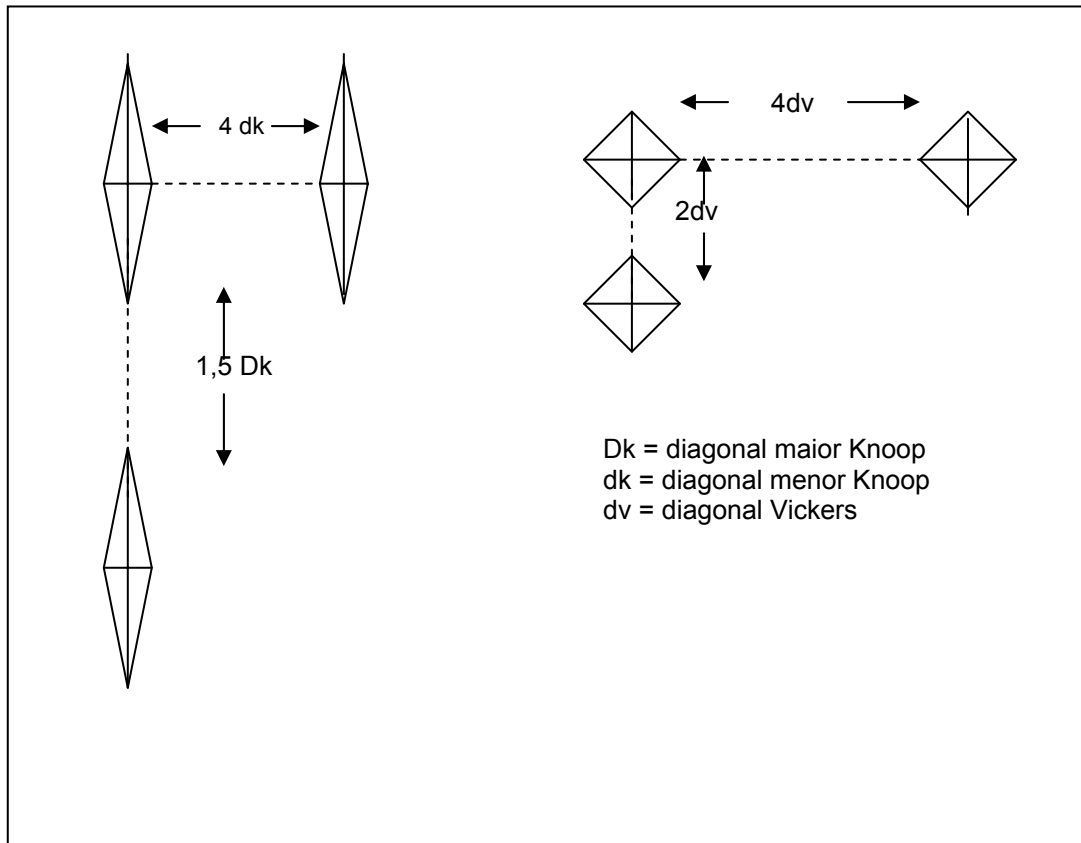 4 dk
4dv
2dv
1,5 Dk
Dk = diagonal maior Knoop
dk = diagonal menor Knoop
dv = diagonal Vickers